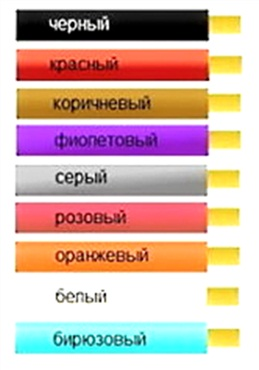 черный
красный
коричневый
фиолетовый
серый
розовый
оранжевый
белый
бирюзовый